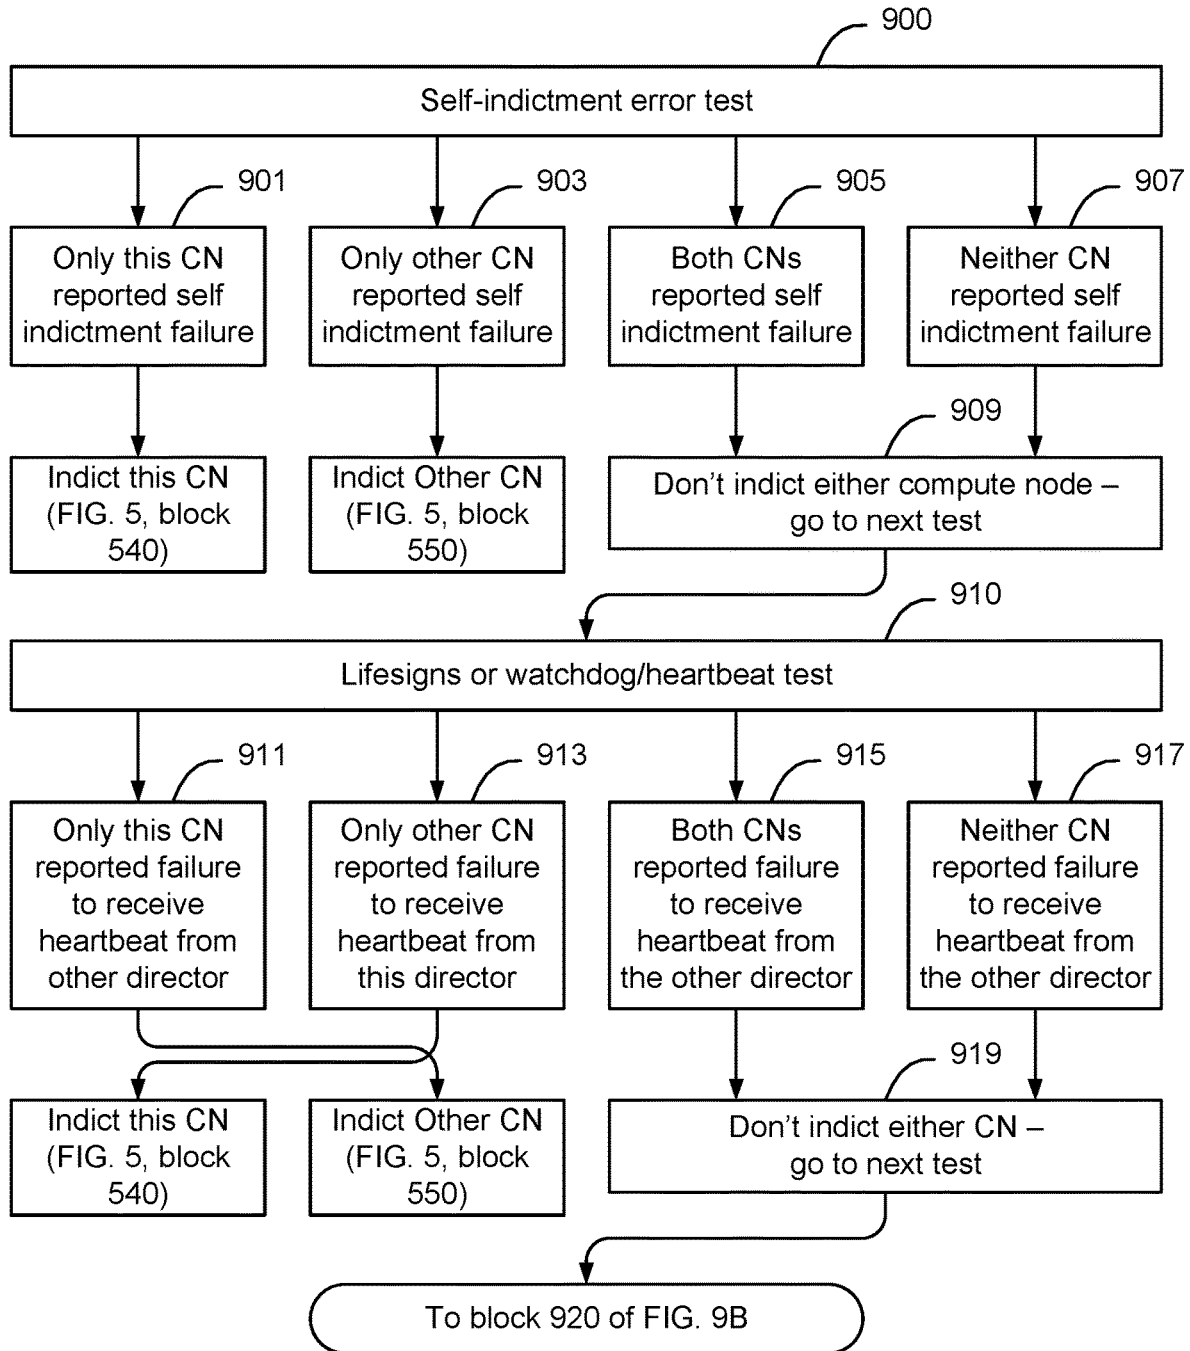 900
Self-indictment error test
901
903
905
907
Only this CN
reported self
indictment failure
Only other CN
reported self
indictment failure
Both CNs
reported self
indictment failure
Neither CN
reported self
indictment failure
909
Indict this CN
(FIG. 5, block
540)
Indict Other CN
(FIG. 5, block
550)
Don't indict either compute node –
go to next test
910
Lifesigns or watchdog/heartbeat test
911
913
915
917
Only this CN
reported failure
to receive
heartbeat from
other director
Only other CN
reported failure
to receive
heartbeat from
this director
Both CNs
reported failure
to receive
heartbeat from
the other director
Neither CN
reported failure
to receive
heartbeat from
the other director
919
Indict this CN
(FIG. 5, block
540)
Indict Other CN
(FIG. 5, block
550)
Don't indict either CN –
go to next test
To block 920 of FIG. 9B